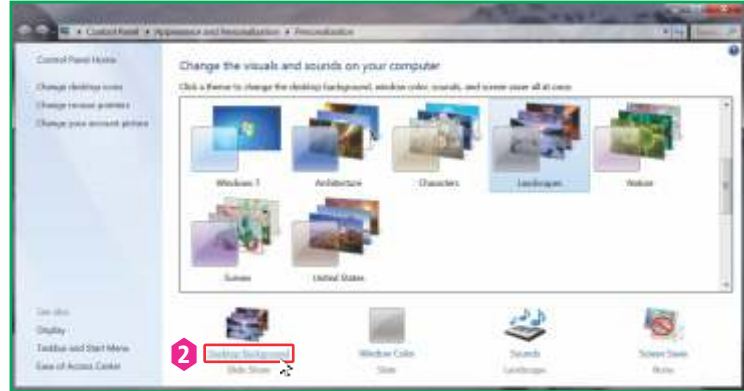 Control Panel ▸ Appearance and Personalization ▸ Personalization
Control Panel Home
Change desktop icons
Change mouse pointers
Change your account picture
Change the visuals and sounds on your computer
Click a theme to change the desktop background, window color, sounds, and screen saver all at once.
Windows 7
Architecture
Characters
Landscapes
Nature
Scenes
United States
See also
Display
Taskbar and Start Menu
Ease of Access Center
2
Desktop Background
Slide Show
Window Color
Slate
Sounds
Landscape
Screen Saver
None